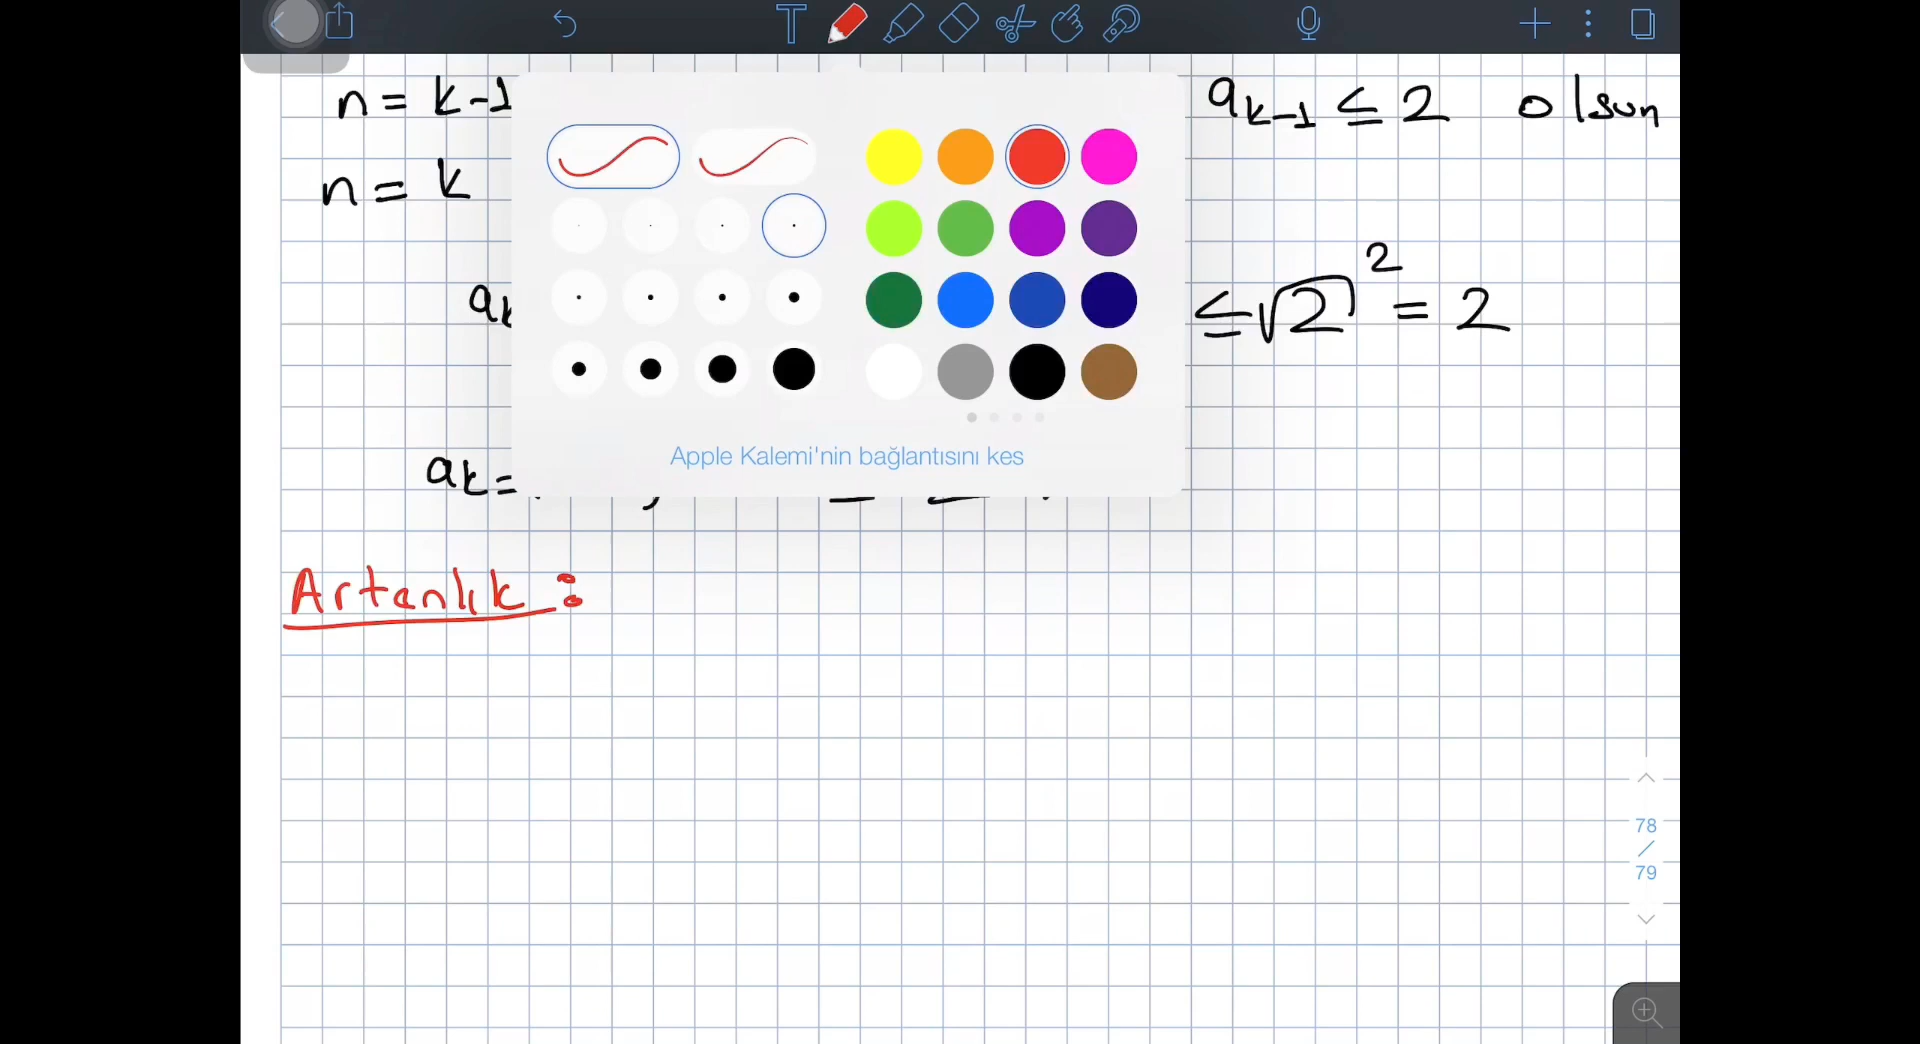 n = k-1 a_{k-1} ≤ 2 olsun
n = k
≤ √2^2 = 2
Apple Kalemi'nin bağlantısını kes
a_k =
Artanlık :
78
/
79